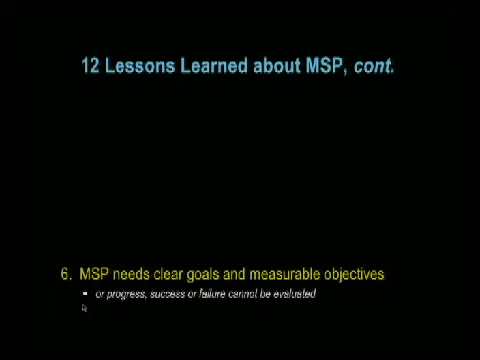 12 Lessons Learned about MSP, cont.
6. MSP needs clear goals and measurable objectives
or progress, success or failure cannot be evaluated